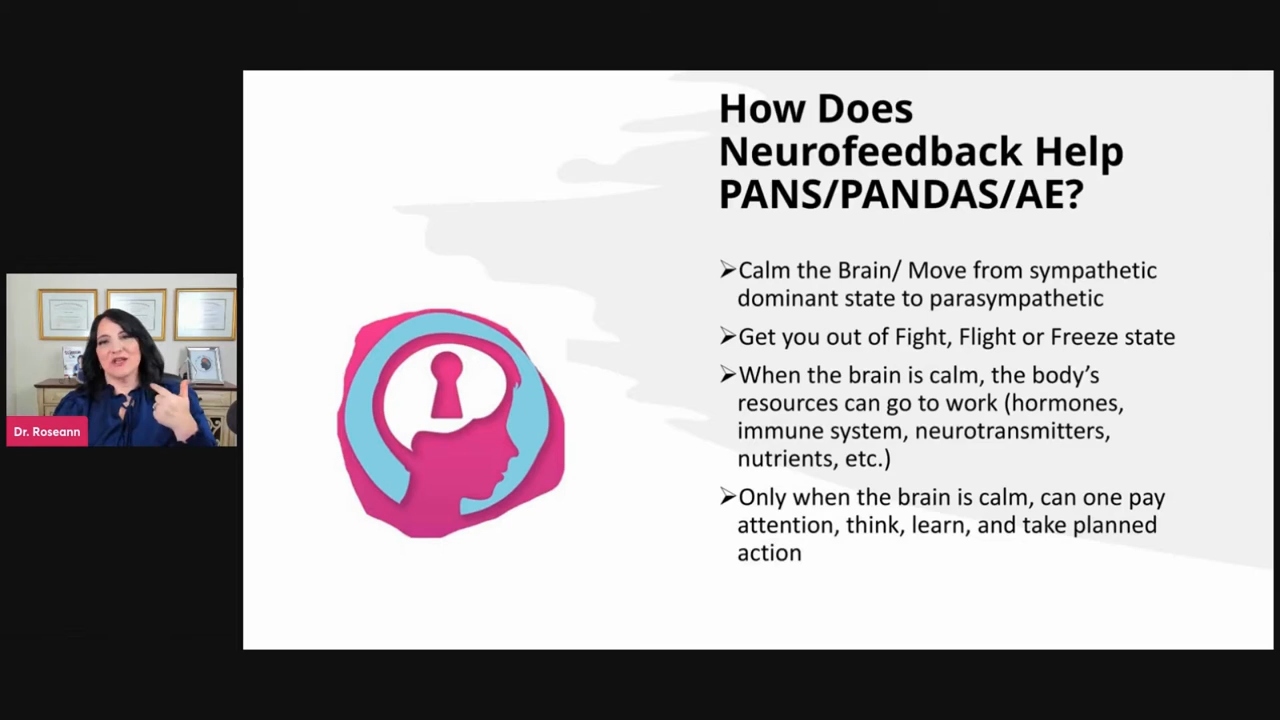 How Does
Neurofeedback Help
PANS/PANDAS/AE?
➢Calm the Brain/ Move from sympathetic
dominant state to parasympathetic
➢Get you out of Fight, Flight or Freeze state
➢When the brain is calm, the body’s
resources can go to work (hormones,
immune system, neurotransmitters,
nutrients, etc.)
➢Only when the brain is calm, can one pay
attention, think, learn, and take planned
action
Dr. Roseann